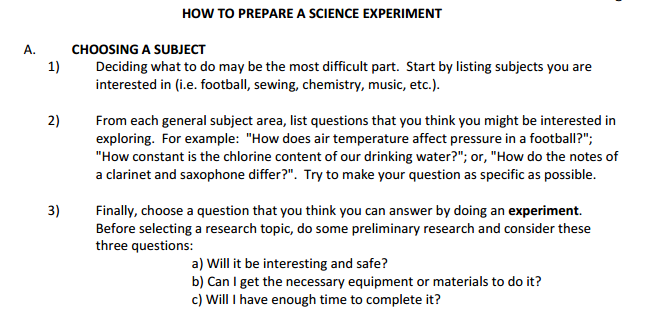 HOW TO PREPARE A SCIENCE EXPERIMENT
A. CHOOSING A SUBJECT
1) Deciding what to do may be the most difficult part. Start by listing subjects you are
interested in (i.e. football, sewing, chemistry, music, etc.).
2) From each general subject area, list questions that you think you might be interested in
exploring. For example: "How does air temperature affect pressure in a football?";
"How constant is the chlorine content of our drinking water?"; or, "How do the notes of
a clarinet and saxophone differ?". Try to make your question as specific as possible.
3) Finally, choose a question that you think you can answer by doing an experiment.
Before selecting a research topic, do some preliminary research and consider these
three questions:
a) Will it be interesting and safe?
b) Can I get the necessary equipment or materials to do it?
c) Will I have enough time to complete it?